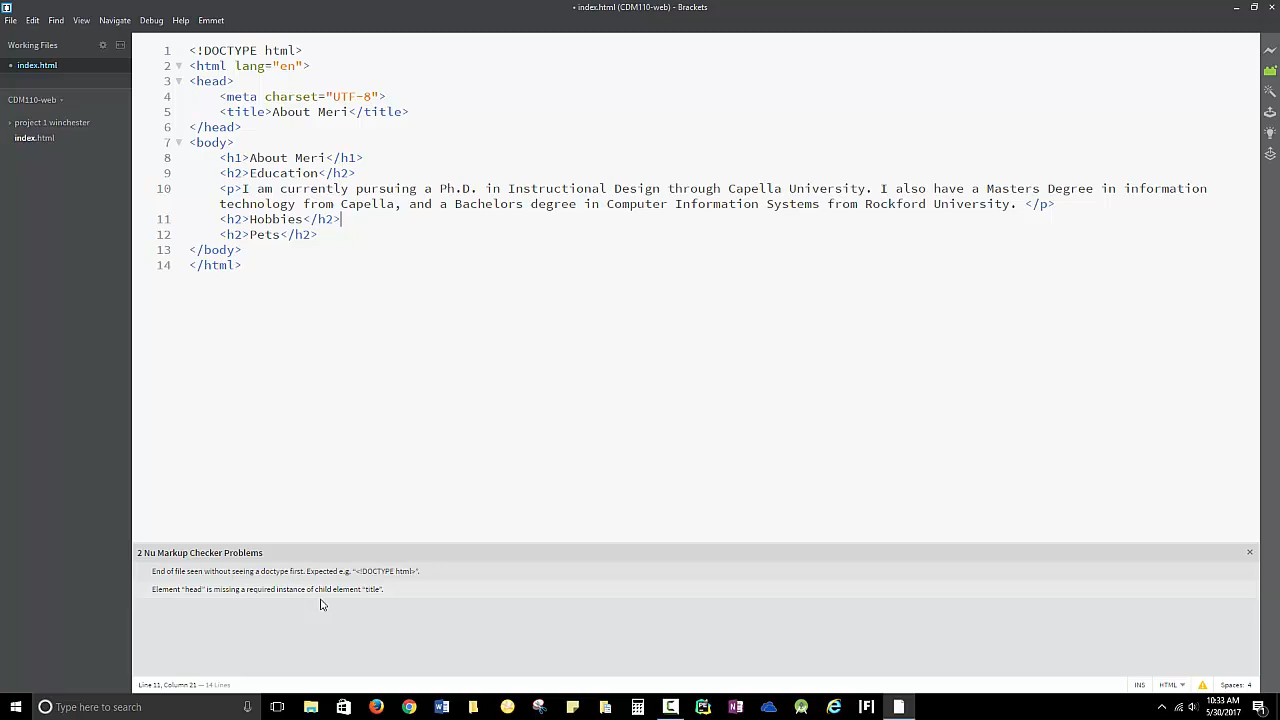 • index.html (CDM110-web) - Brackets
File Edit Find View Navigate Debug Help Emmet
Working Files
• index.html
CDM110-web
project 1 winchester
index.html
1 <!DOCTYPE html>
2 <html lang="en">
3 <head>
4 <meta charset="UTF-8">
5 <title>About Meri</title>
6 </head>
7 <body>
8 <h1>About Meri</h1>
9 <h2>Education</h2>
10 <p>I am currently pursuing a Ph.D. in Instructional Design through Capella University. I also have a Masters Degree in information
technology from Capella, and a Bachelors degree in Computer Information Systems from Rockford University. </p>
11 <h2>Hobbies</h2>
12 <h2>Pets</h2>
13 </body>
14 </html>
2 Nu Markup Checker Problems
End of file seen without seeing a doctype first. Expected e.g. “<!DOCTYPE html>”.
Element “head” is missing a required instance of child element “title”.
Line 11, Column 21 — 14 Lines
INS HTML Spaces: 4
Type here to search
10:33 AM
5/30/2017